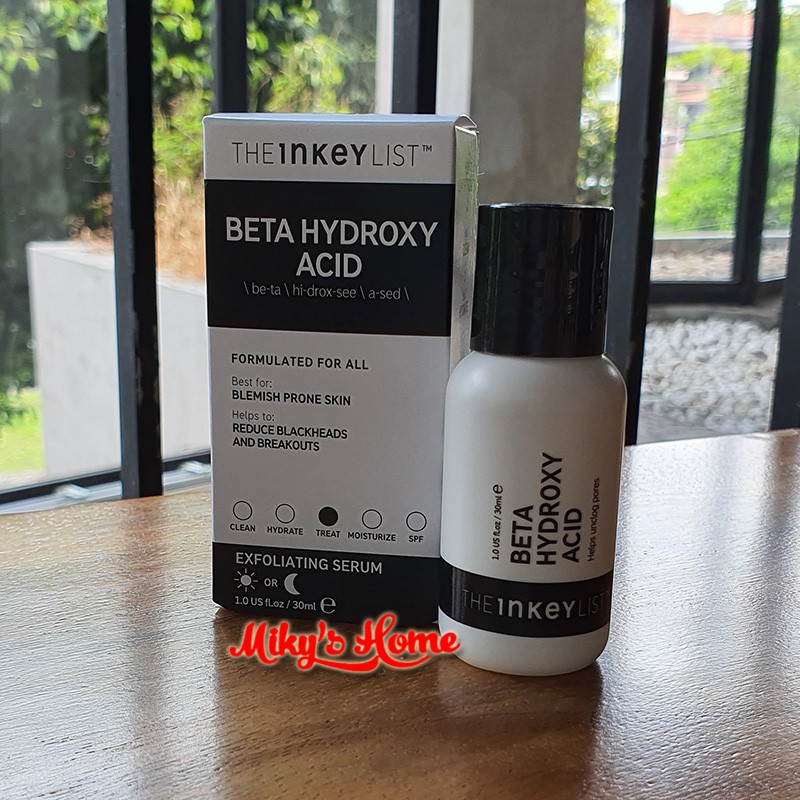 THE INKEY LIST™
BETA HYDROXY
ACID
\ be-ta \ hi-drox-see \ a-sed \
FORMULATED FOR ALL
Best for:
BLEMISH PRONE SKIN
Helps to:
REDUCE BLACKHEADS
AND BREAKOUTS
CLEAN HYDRATE TREAT MOISTURIZE SPF
EXFOLIATING SERUM
OR
1.0 US fl.oz / 30ml ℮
1.0 US fl.oz / 30ml ℮
BETA
HYDROXY
ACID
Helps unclog pores
THE INKEY LIST
Miky's Home